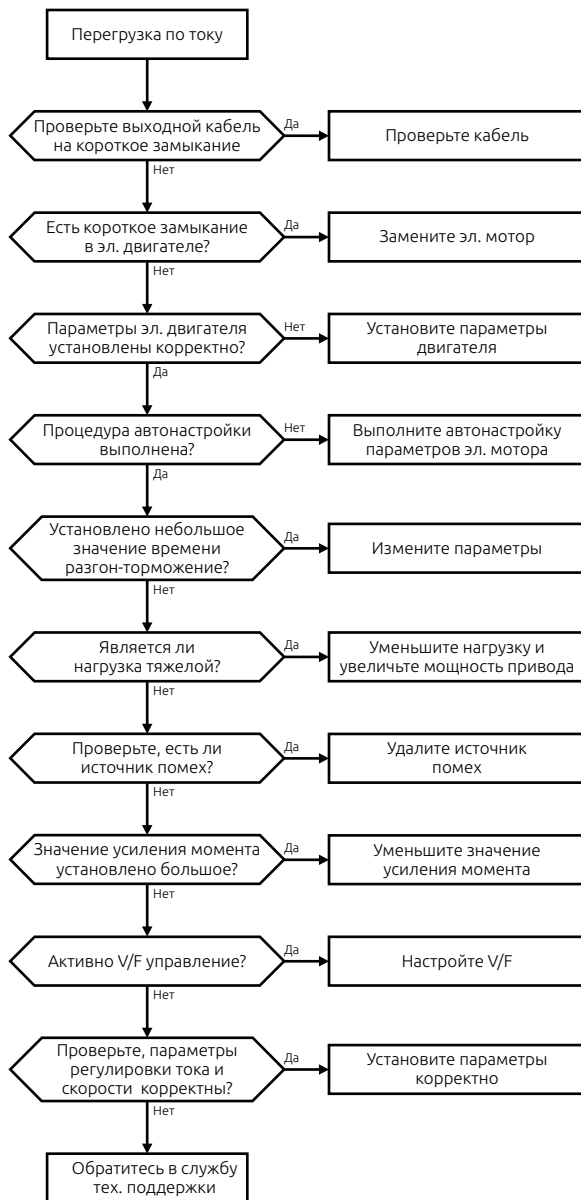 Перегрузка по току
Проверьте выходной кабель
на короткое замыкание
Да
Проверьте кабель
Нет
Есть короткое замыкание
в эл. двигателе?
Да
Замените эл. мотор
Нет
Параметры эл. двигателя
установлены корректно?
Нет
Установите параметры
двигателя
Да
Процедура автонастройки
выполнена?
Нет
Выполните автонастройку
параметров эл. мотора
Да
Установлено небольшое
значение времени
разгон-торможение?
Да
Измените параметры
Нет
Является ли
нагрузка тяжелой?
Да
Уменьшите нагрузку и
увеличьте мощность привода
Нет
Проверьте, есть ли
источник помех?
Да
Удалите источник
помех
Нет
Значение усиления момента
установлено большое?
Да
Уменьшите значение
усиления момента
Нет
Активно V/F управление?
Да
Настройте V/F
Нет
Проверьте, параметры
регулировки тока и
скорости корректны?
Да
Установите параметры
корректно
Нет
Обратитесь в службу
тех. поддержки